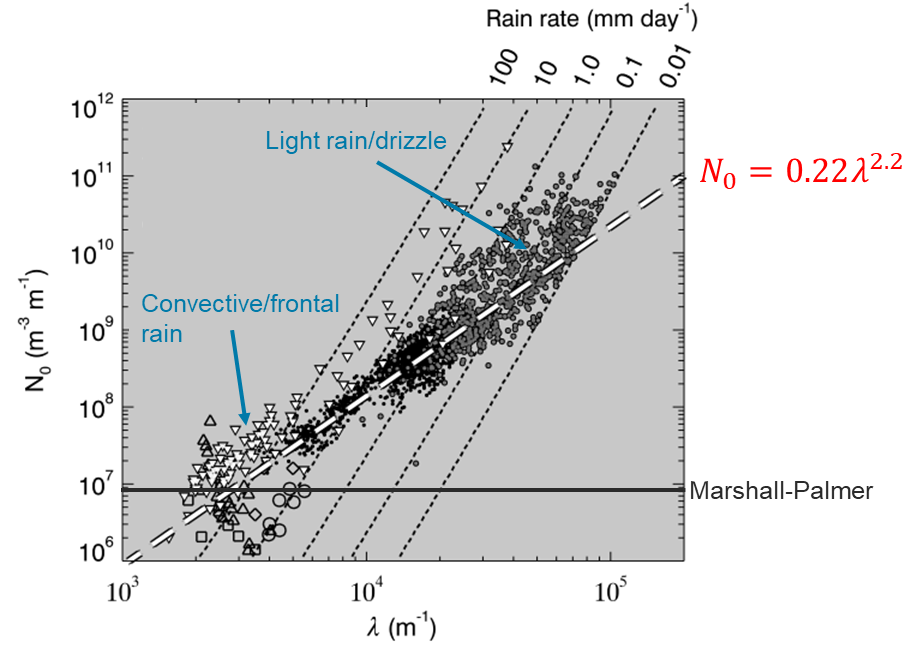 Rain rate (mm day⁻¹)
100 10 1.0 0.1 0.01
10¹²
Light rain/drizzle
10¹¹
N₀ = 0.22λ²·²
10¹⁰
Convective/frontal
rain
10⁹
N₀ (m⁻³ m⁻¹)
10⁸
10⁷
Marshall-Palmer
10⁶
10³ 10⁴ 10⁵
λ (m⁻¹)